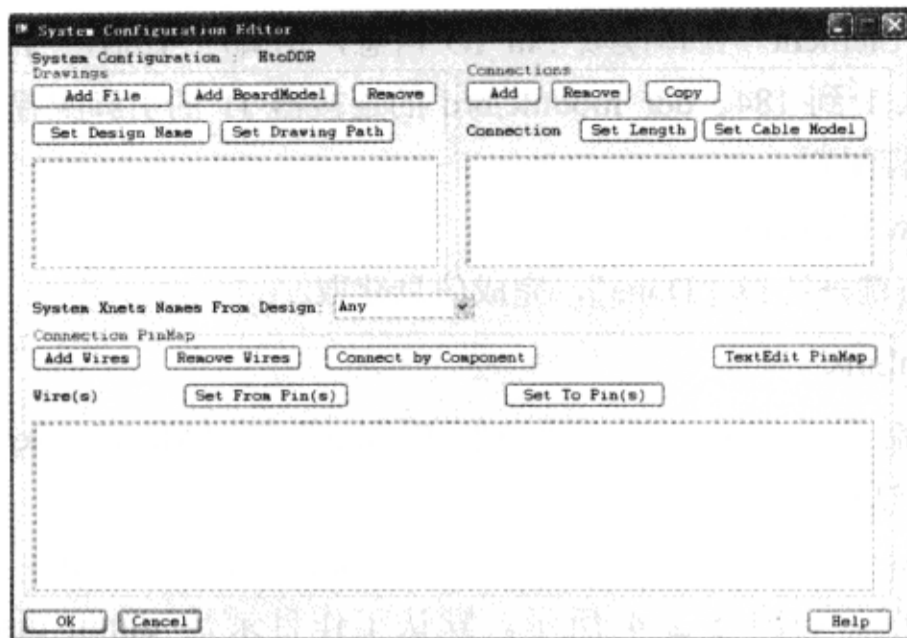 System Configuration Editor
System Configuration : HtoDDR
Drawings
Add File Add BoardModel Remove
Set Design Name Set Drawing Path
Connections
Add Remove Copy
Connection Set Length Set Cable Model
System Xnets Names From Design: Any
Connection PinMap
Add Wires Remove Wires Connect by Component TextEdit PinMap
Wire(s) Set From Pin(s) Set To Pin(s)
OK Cancel Help